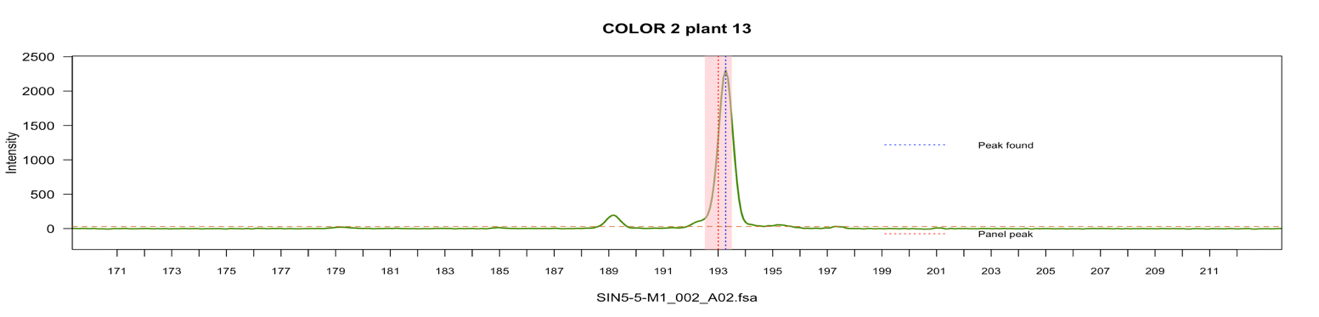 COLOR 2 plant 13
2500
2000
1500
1000
500
0
Intensity
Peak found
Panel peak
171 173 175 177 179 181 183 185 187 189 191 193 195 197 199 201 203 205 207 209 211
SIN5-5-M1_002_A02.fsa